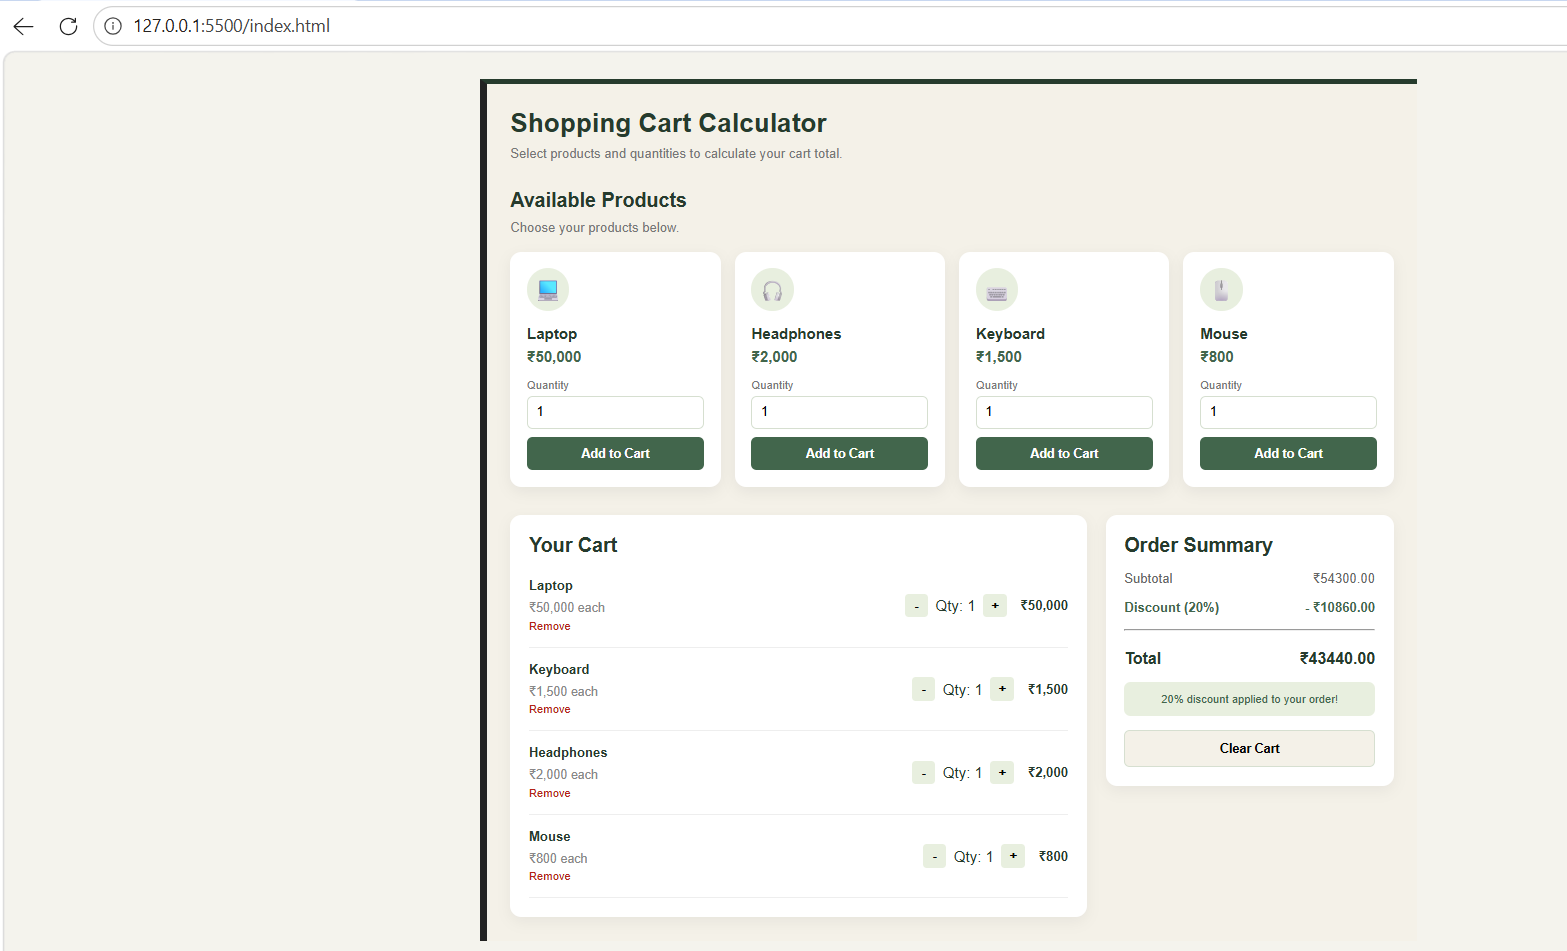 127.0.0.1:5500/index.html
Shopping Cart Calculator
Select products and quantities to calculate your cart total.
Available Products
Choose your products below.
Laptop
₹50,000
Quantity
1
Add to Cart
Headphones
₹2,000
Quantity
1
Add to Cart
Keyboard
₹1,500
Quantity
1
Add to Cart
Mouse
₹800
Quantity
1
Add to Cart
Your Cart
Laptop
₹50,000 each
Remove
- Qty: 1 + ₹50,000
Keyboard
₹1,500 each
Remove
- Qty: 1 + ₹1,500
Headphones
₹2,000 each
Remove
- Qty: 1 + ₹2,000
Mouse
₹800 each
Remove
- Qty: 1 + ₹800
Order Summary
Subtotal ₹54300.00
Discount (20%) - ₹10860.00
Total ₹43440.00
20% discount applied to your order!
Clear Cart